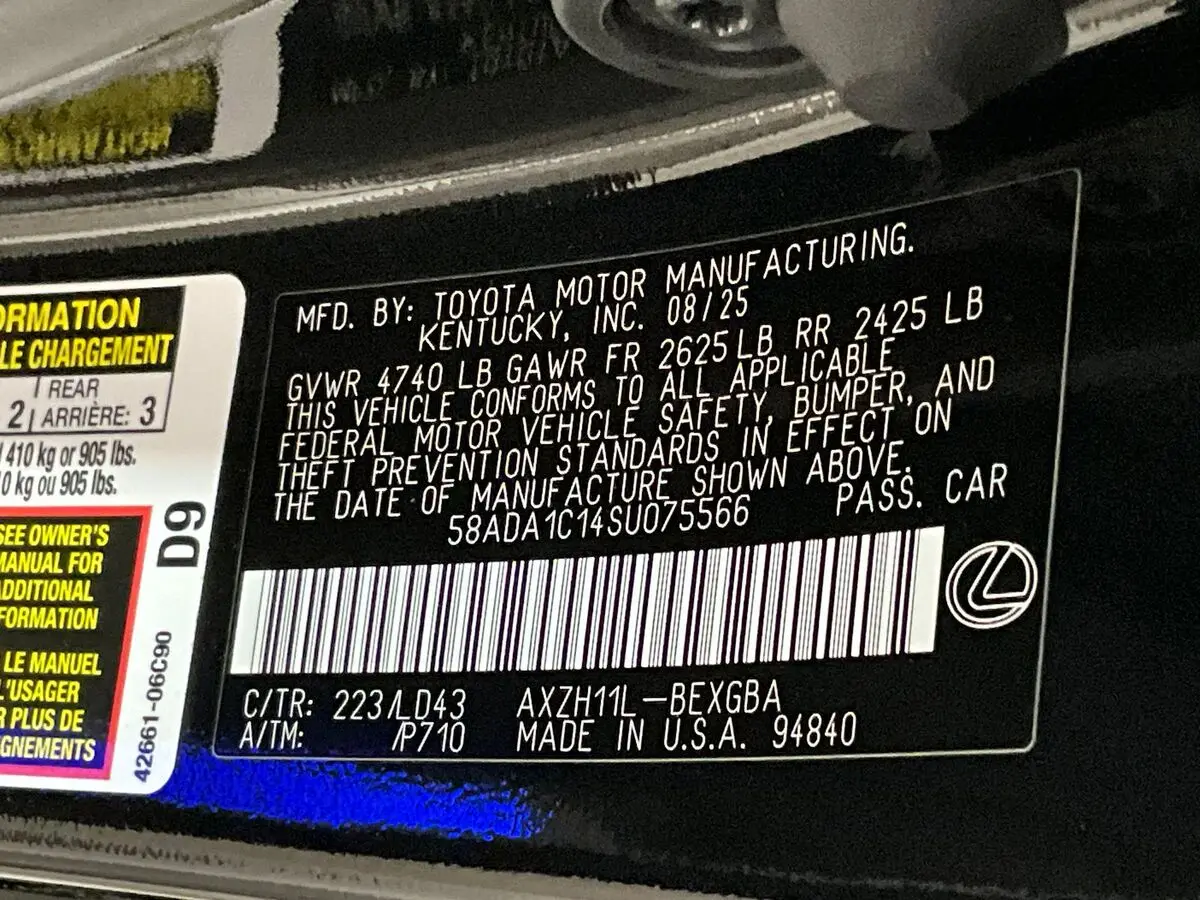 ORMATION
LE CHARGEMENT
REAR
2 ARRIÈRE: 3
410 kg or 905 lbs.
0 kg ou 905 lbs.
SEE OWNER'S
MANUAL FOR
ADDITIONAL
FORMATION
LE MANUEL
L'USAGER
R PLUS DE
GNEMENTS
D9
42661-06C90
MFD. BY: TOYOTA MOTOR MANUFACTURING.
KENTUCKY, INC. 08/25
GVWR 4740 LB GAWR FR 2625 LB RR 2425 LB
THIS VEHICLE CONFORMS TO ALL APPLICABLE
FEDERAL MOTOR VEHICLE SAFETY, BUMPER, AND
THEFT PREVENTION STANDARDS IN EFFECT ON
THE DATE OF MANUFACTURE SHOWN ABOVE.
58ADA1C14SU075566 PASS. CAR
C/TR: 223/LD43 AXZH11L-BEXGBA
A/TM: /P710 MADE IN U.S.A. 94840